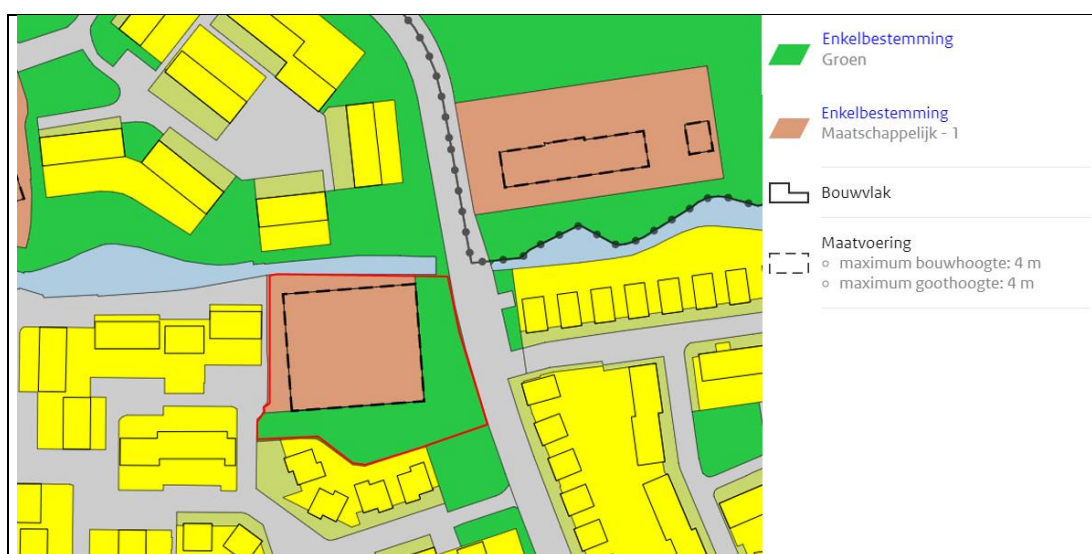 Enkelbestemming
Groen
Enkelbestemming
Maatschappelijk - 1
Bouwvlak
Maatvoering
maximum bouwhoogte: 4 m
maximum goothoogte: 4 m